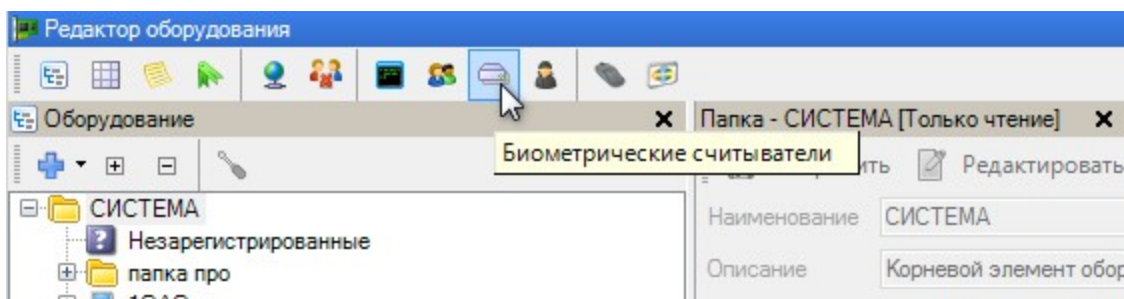 Редактор оборудования
Оборудование
Папка - СИСТЕМА [Только чтение]
Биометрические считыватели
Редактировать
СИСТЕМА
Наименование СИСТЕМА
Незарегистрированные
папка про
Описание Корневой элемент обор